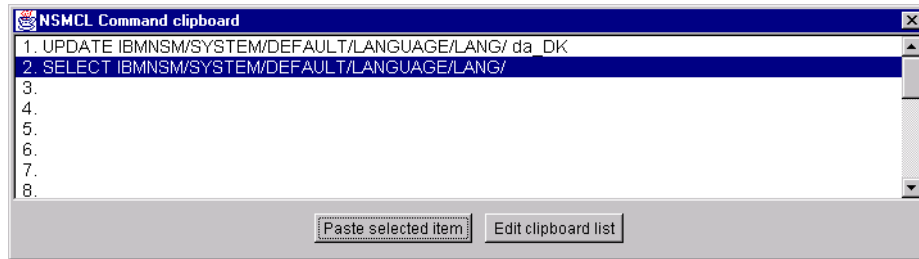 NSMCL Command clipboard
1. UPDATE IBMNSM/SYSTEM/DEFAULT/LANGUAGE/LANG/ da_DK
2. SELECT IBMNSM/SYSTEM/DEFAULT/LANGUAGE/LANG/
3.
4.
5.
6.
7.
8.
Paste selected item Edit clipboard list